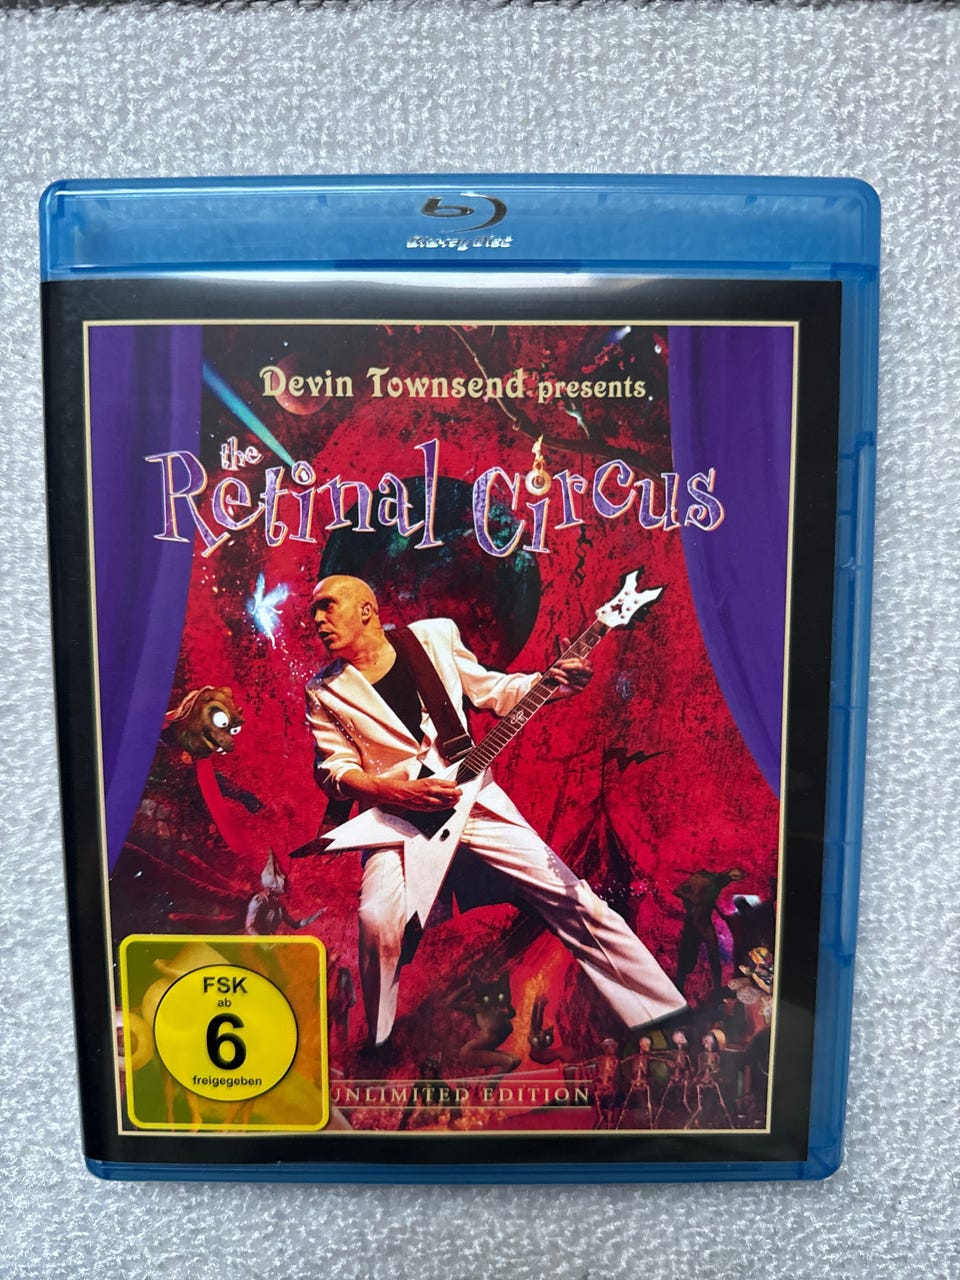 Blu-ray Disc
Devin Townsend presents
the
Retinal Circus
FSK
ab
6
freigegeben
UNLIMITED EDITION